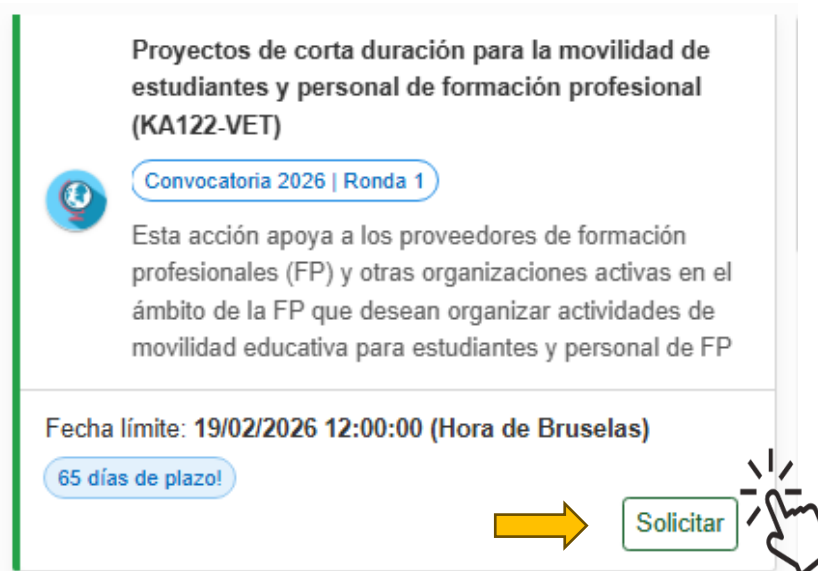 Proyectos de corta duración para la movilidad de
estudiantes y personal de formación profesional
(KA122-VET)
Convocatoria 2026 | Ronda 1
Esta acción apoya a los proveedores de formación
profesionales (FP) y otras organizaciones activas en el
ámbito de la FP que desean organizar actividades de
movilidad educativa para estudiantes y personal de FP
Fecha límite: 19/02/2026 12:00:00 (Hora de Bruselas)
65 días de plazo!
Solicitar